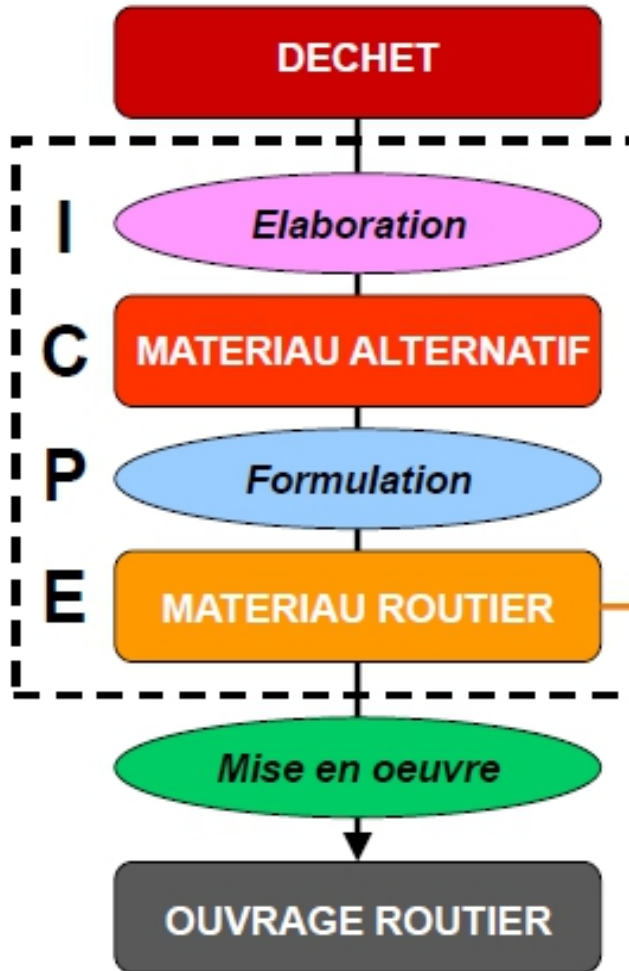 DECHET
I
Elaboration
C
MATERIAU ALTERNATIF
P
Formulation
E
MATERIAU ROUTIER
Mise en oeuvre
OUVRAGE ROUTIER